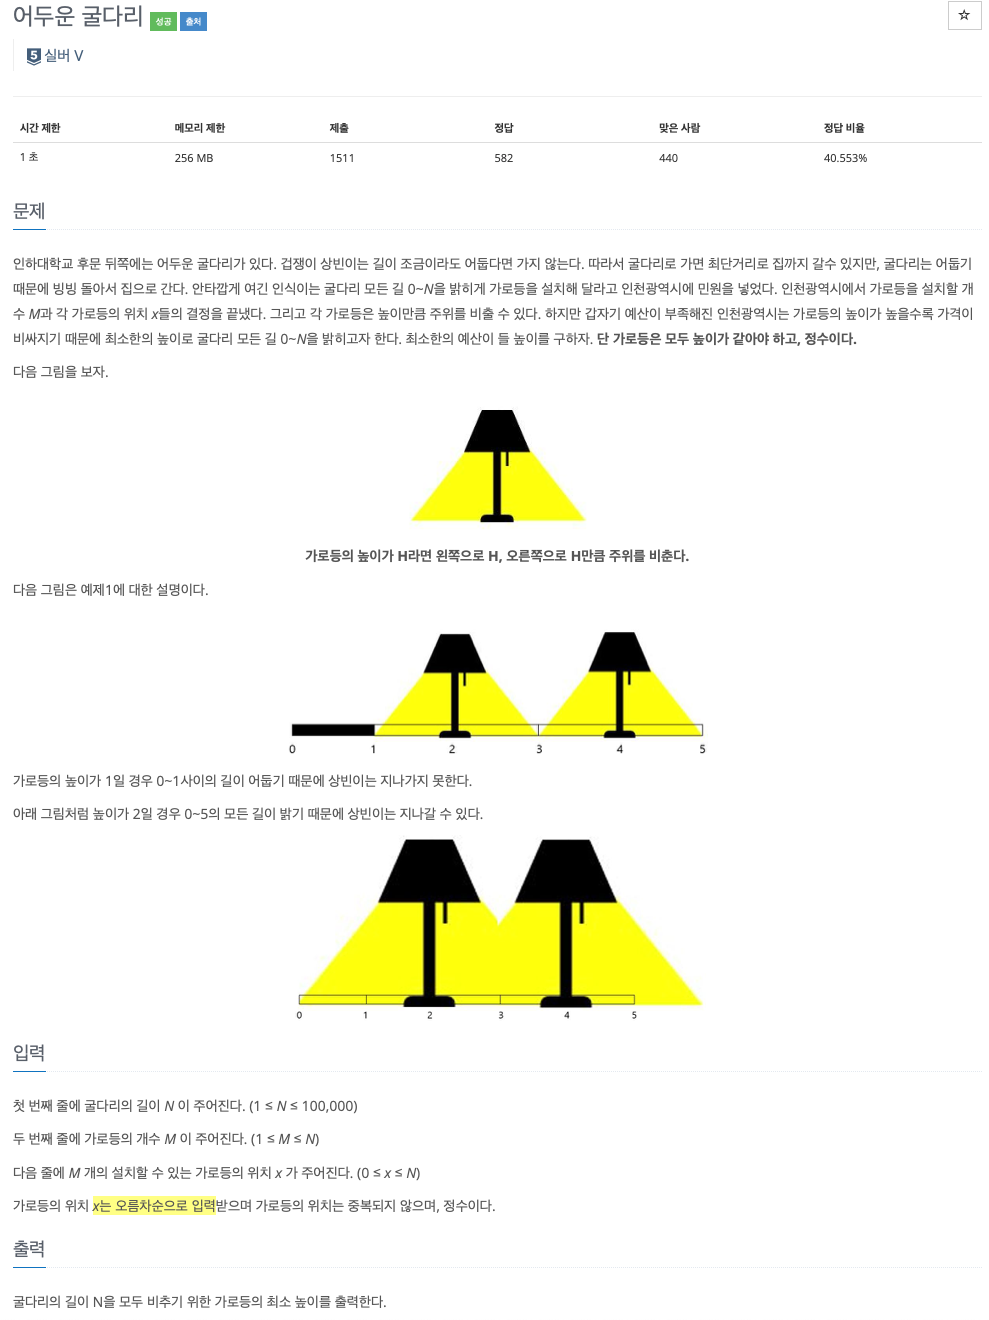 어두운 굴다리 성공 출처
☆
5 실버 V
시간 제한 메모리 제한 제출 정답 맞은 사람 정답 비율
1 초 256 MB 1511 582 440 40.553%
문제
인하대학교 후문 뒤쪽에는 어두운 굴다리가 있다. 겁쟁이 상빈이는 길이 조금이라도 어둡다면 가지 않는다. 따라서 굴다리로 가면 최단거리로 집까지 갈수 있지만, 굴다리는 어둡기
때문에 빙빙 돌아서 집으로 간다. 안타깝게 여긴 인식이는 굴다리 모든 길 0~N을 밝히게 가로등을 설치해 달라고 인천광역시에 민원을 넣었다. 인천광역시에서 가로등을 설치할 개
수 M과 각 가로등의 위치 x들의 결정을 끝냈다. 그리고 각 가로등은 높이만큼 주위를 비출 수 있다. 하지만 갑자기 예산이 부족해진 인천광역시는 가로등의 높이가 높을수록 가격이
비싸지기 때문에 최소한의 높이로 굴다리 모든 길 0~N을 밝히고자 한다. 최소한의 예산이 들 높이를 구하자. 단 가로등은 모두 높이가 같아야 하고, 정수이다.
다음 그림을 보자.
가로등의 높이가 H라면 왼쪽으로 H, 오른쪽으로 H만큼 주위를 비춘다.
다음 그림은 예제1에 대한 설명이다.
0 1 2 3 4 5
가로등의 높이가 1일 경우 0~1사이의 길이 어둡기 때문에 상빈이는 지나가지 못한다.
아래 그림처럼 높이가 2일 경우 0~5의 모든 길이 밝기 때문에 상빈이는 지나갈 수 있다.
0 1 2 3 4 5
입력
첫 번째 줄에 굴다리의 길이 N 이 주어진다. (1 ≤ N ≤ 100,000)
두 번째 줄에 가로등의 개수 M 이 주어진다. (1 ≤ M ≤ N)
다음 줄에 M 개의 설치할 수 있는 가로등의 위치 x 가 주어진다. (0 ≤ x ≤ N)
가로등의 위치 x는 오름차순으로 입력받으며 가로등의 위치는 중복되지 않으며, 정수이다.
출력
굴다리의 길이 N을 모두 비추기 위한 가로등의 최소 높이를 출력한다.